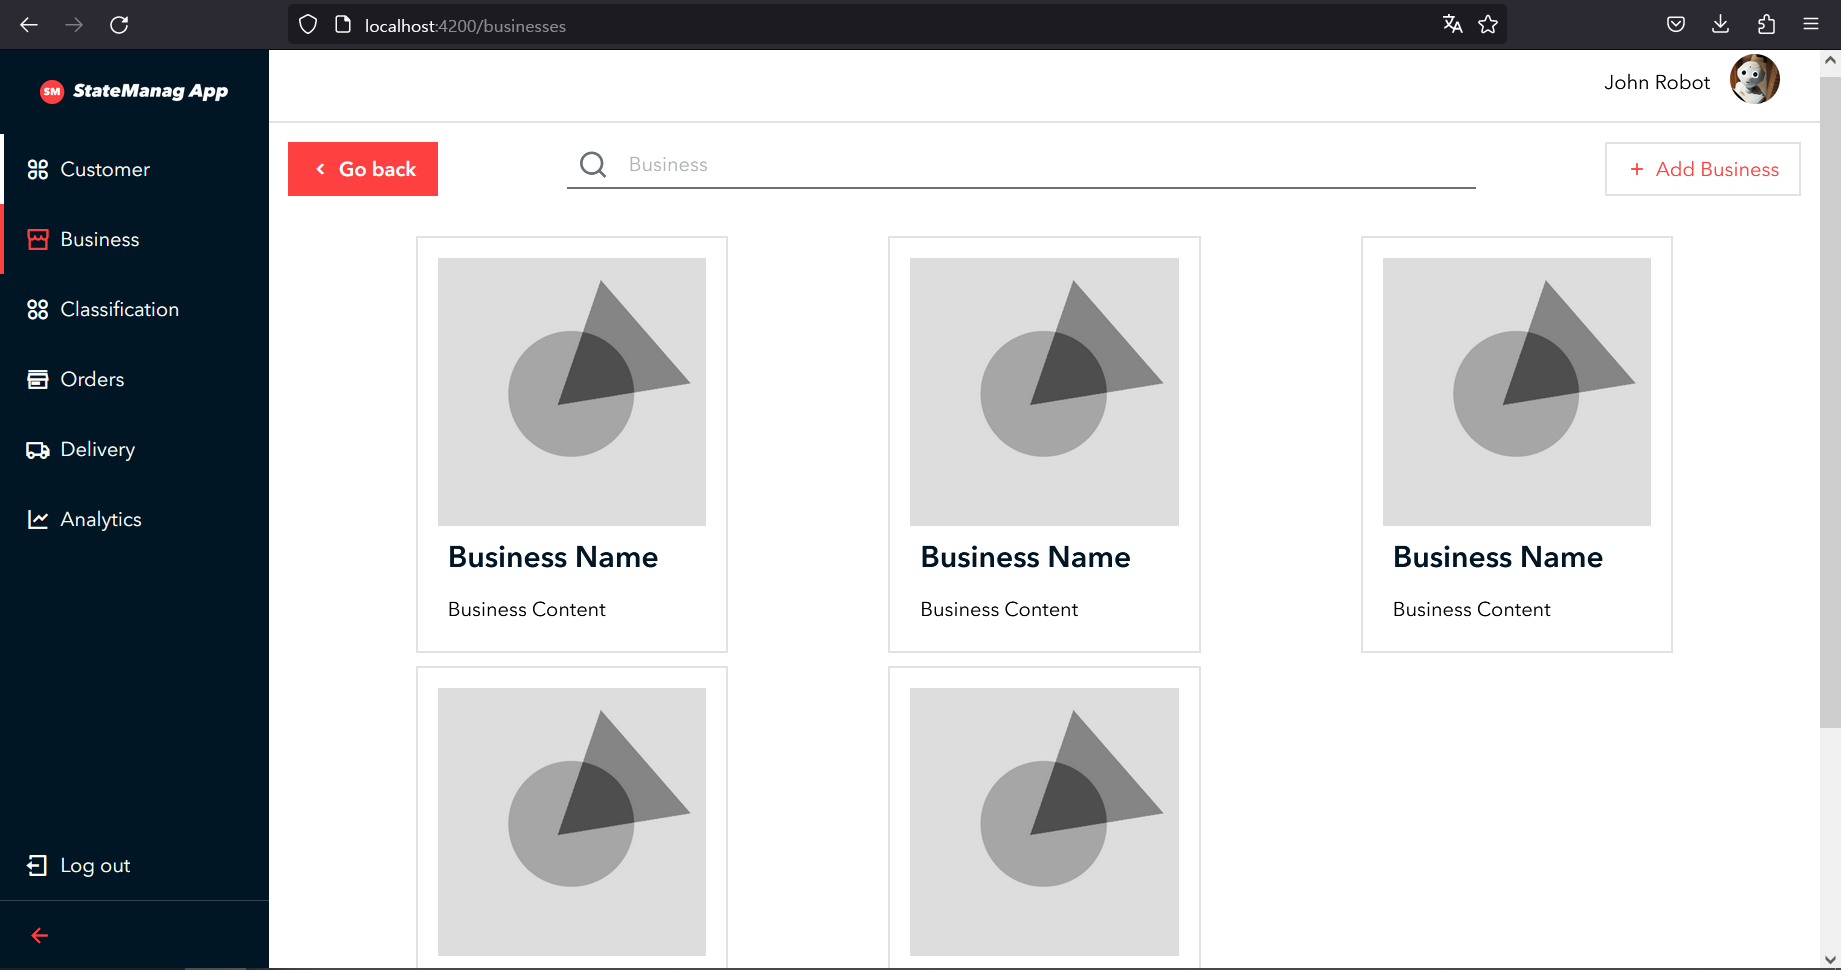 localhost:4200/businesses
SM StateManag App
John Robot
Customer
Business
Classification
Orders
Delivery
Analytics
Log out
Go back
Business
+ Add Business
Business Name
Business Content
Business Name
Business Content
Business Name
Business Content